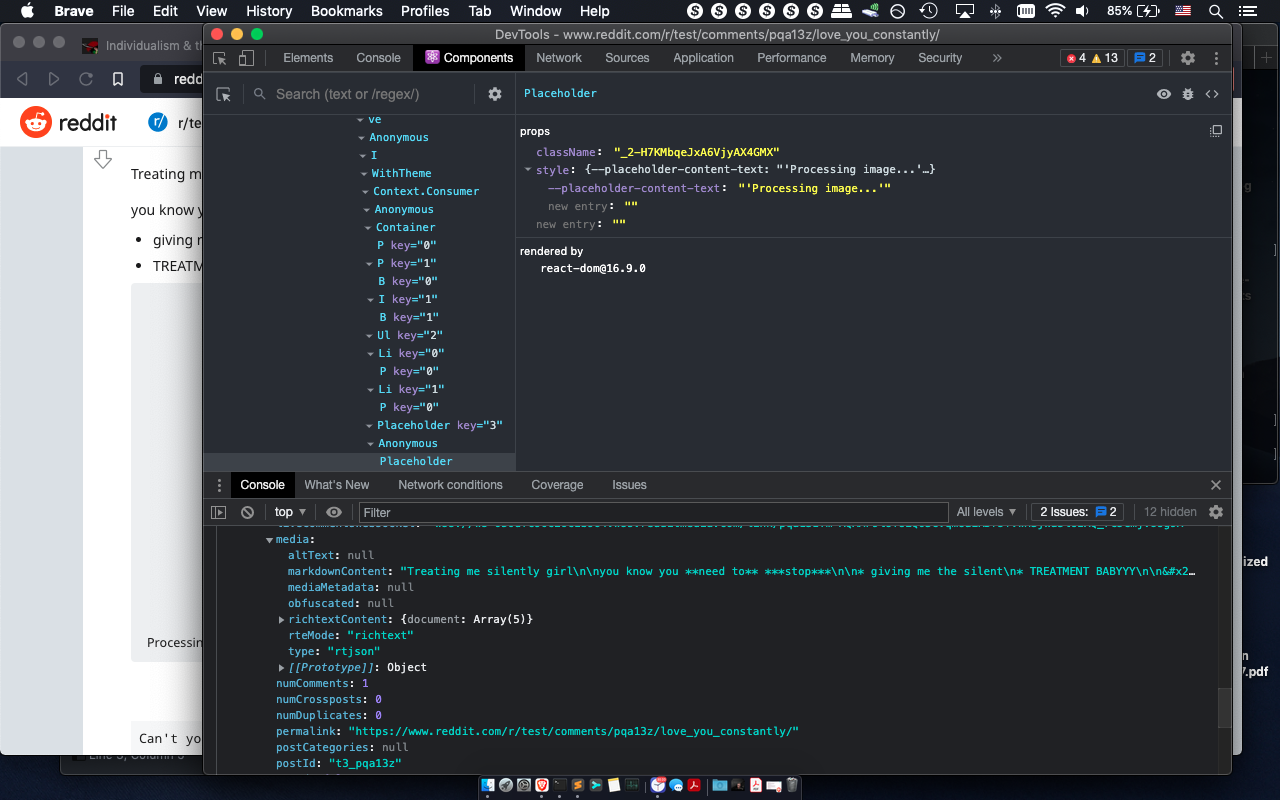 Brave File Edit View History Bookmarks Profiles Tab Window Help 85%
Individualism & th
DevTools - www.reddit.com/r/test/comments/pqa13z/love_you_constantly/
Elements Console Components Network Sources Application Performance Memory Security » 4 13 2
redd
Search (text or /regex/)
Placeholder
reddit r/te
ve
Anonymous
I
WithTheme
Context.Consumer
Anonymous
Container
P key="0"
P key="1"
B key="0"
I key="1"
B key="1"
Ul key="2"
Li key="0"
P key="0"
Li key="1"
P key="0"
Placeholder key="3"
Anonymous
Placeholder
props
className: "_2-H7KMbqeJxA6VjyAX4GMX"
style: {--placeholder-content-text: "'Processing image...'…}
--placeholder-content-text: "'Processing image...'"
new entry: ""
new entry: ""
rendered by
react-dom@16.9.0
Treating m
you know y
giving m
TREATM
Processin
Can't yo
Console What's New Network conditions Coverage Issues
top Filter All levels 2 Issues: 2 12 hidden
media:
altText: null
markdownContent: "Treating me silently girl\n\nyou know you **need to** ***stop***\n\n* giving me the silent\n* TREATMENT BABYYY\n\n&#x2…
mediaMetadata: null
obfuscated: null
richtextContent: {document: Array(5)}
rteMode: "richtext"
type: "rtjson"
[[Prototype]]: Object
numComments: 1
numCrossposts: 0
numDuplicates: 0
permalink: "https://www.reddit.com/r/test/comments/pqa13z/love_you_constantly/"
postCategories: null
postId: "t3_pqa13z"
ized
n
7.pdf